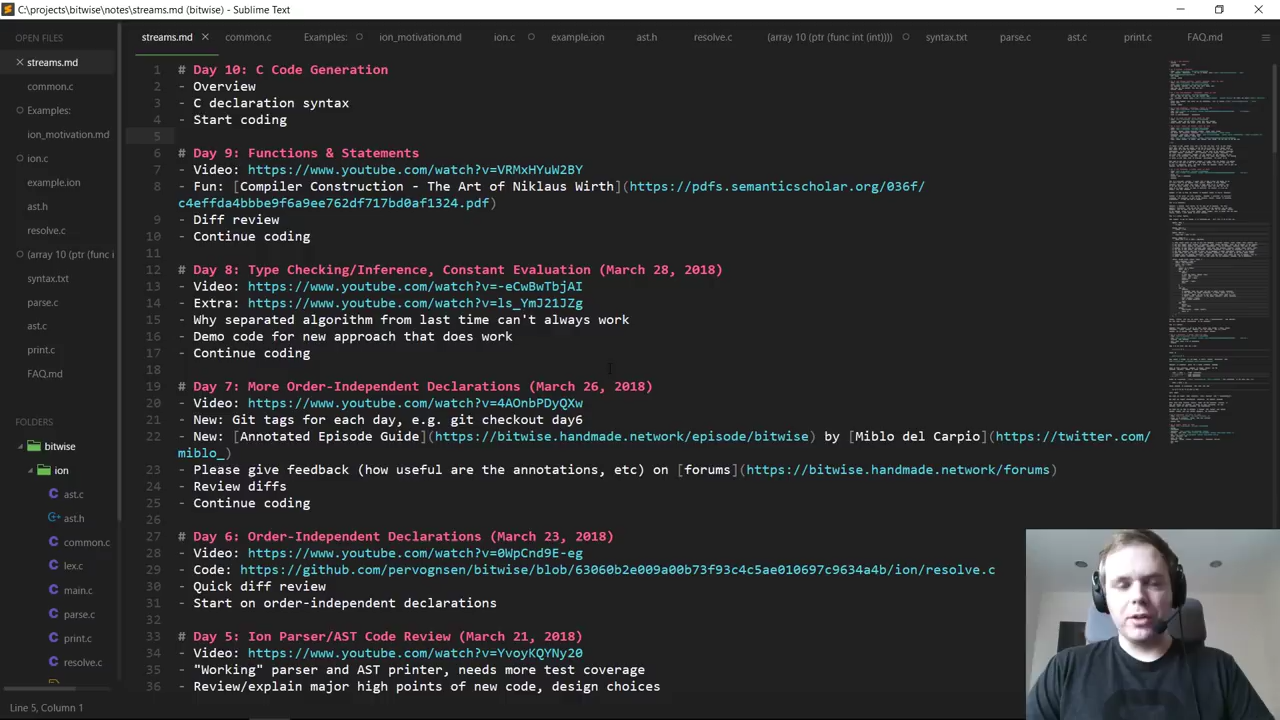 C:\projects\bitwise\notes\streams.md (bitwise) - Sublime Text
OPEN FILES
streams.md
common.c
Examples:
ion_motivation.md
ion.c
example.ion
ast.h
resolve.c
(array 10 (ptr (func i
syntax.txt
parse.c
ast.c
print.c
FAQ.md
FOLDERS
bitwise
ion
ast.c
ast.h
common.c
lex.c
main.c
parse.c
print.c
resolve.c
streams.md common.c Examples: ion_motivation.md ion.c example.ion ast.h resolve.c (array 10 (ptr (func int (int)))) syntax.txt parse.c ast.c print.c FAQ.md
1 # Day 10: C Code Generation
2 - Overview
3 - C declaration syntax
4 - Start coding
5
6 # Day 9: Functions & Statements
7 - Video: https://www.youtube.com/watch?v=VRMxHYuW2BY
8 - Fun: [Compiler Construction - The Art of Niklaus Wirth](https://pdfs.semanticscholar.org/036f/
c4effda4bbbe9f6a9ee762df717bd0af1324.pdf)
9 - Diff review
10 - Continue coding
11
12 # Day 8: Type Checking/Inference, Constant Evaluation (March 28, 2018)
13 - Video: https://www.youtube.com/watch?v=-eCwBwTbjAI
14 - Extra: https://www.youtube.com/watch?v=ls_YmJ21JZg
15 - Why separated algorithm from last time can't always work
16 - Demo code for new approach that does work
17 - Continue coding
18
19 # Day 7: More Order-Independent Declarations (March 26, 2018)
20 - Video: https://www.youtube.com/watch?v=4AOnbPDyQXw
21 - New: Git tags for each day, e.g. git checkout day6
22 - New: [Annotated Episode Guide](https://bitwise.handmade.network/episode/bitwise) by [Miblo del Carpio](https://twitter.com/
miblo_)
23 - Please give feedback (how useful are the annotations, etc) on [forums](https://bitwise.handmade.network/forums)
24 - Review diffs
25 - Continue coding
26
27 # Day 6: Order-Independent Declarations (March 23, 2018)
28 - Video: https://www.youtube.com/watch?v=0WpCnd9E-eg
29 - Code: https://github.com/pervognsen/bitwise/blob/63060b2e009a00b73f93c4c5ae010697c9634a4b/ion/resolve.c
30 - Quick diff review
31 - Start on order-independent declarations
32
33 # Day 5: Ion Parser/AST Code Review (March 21, 2018)
34 - Video: https://www.youtube.com/watch?v=YvoyKQYNy20
35 - "Working" parser and AST printer, needs more test coverage
36 - Review/explain major high points of new code, design choices
Line 5, Column 1